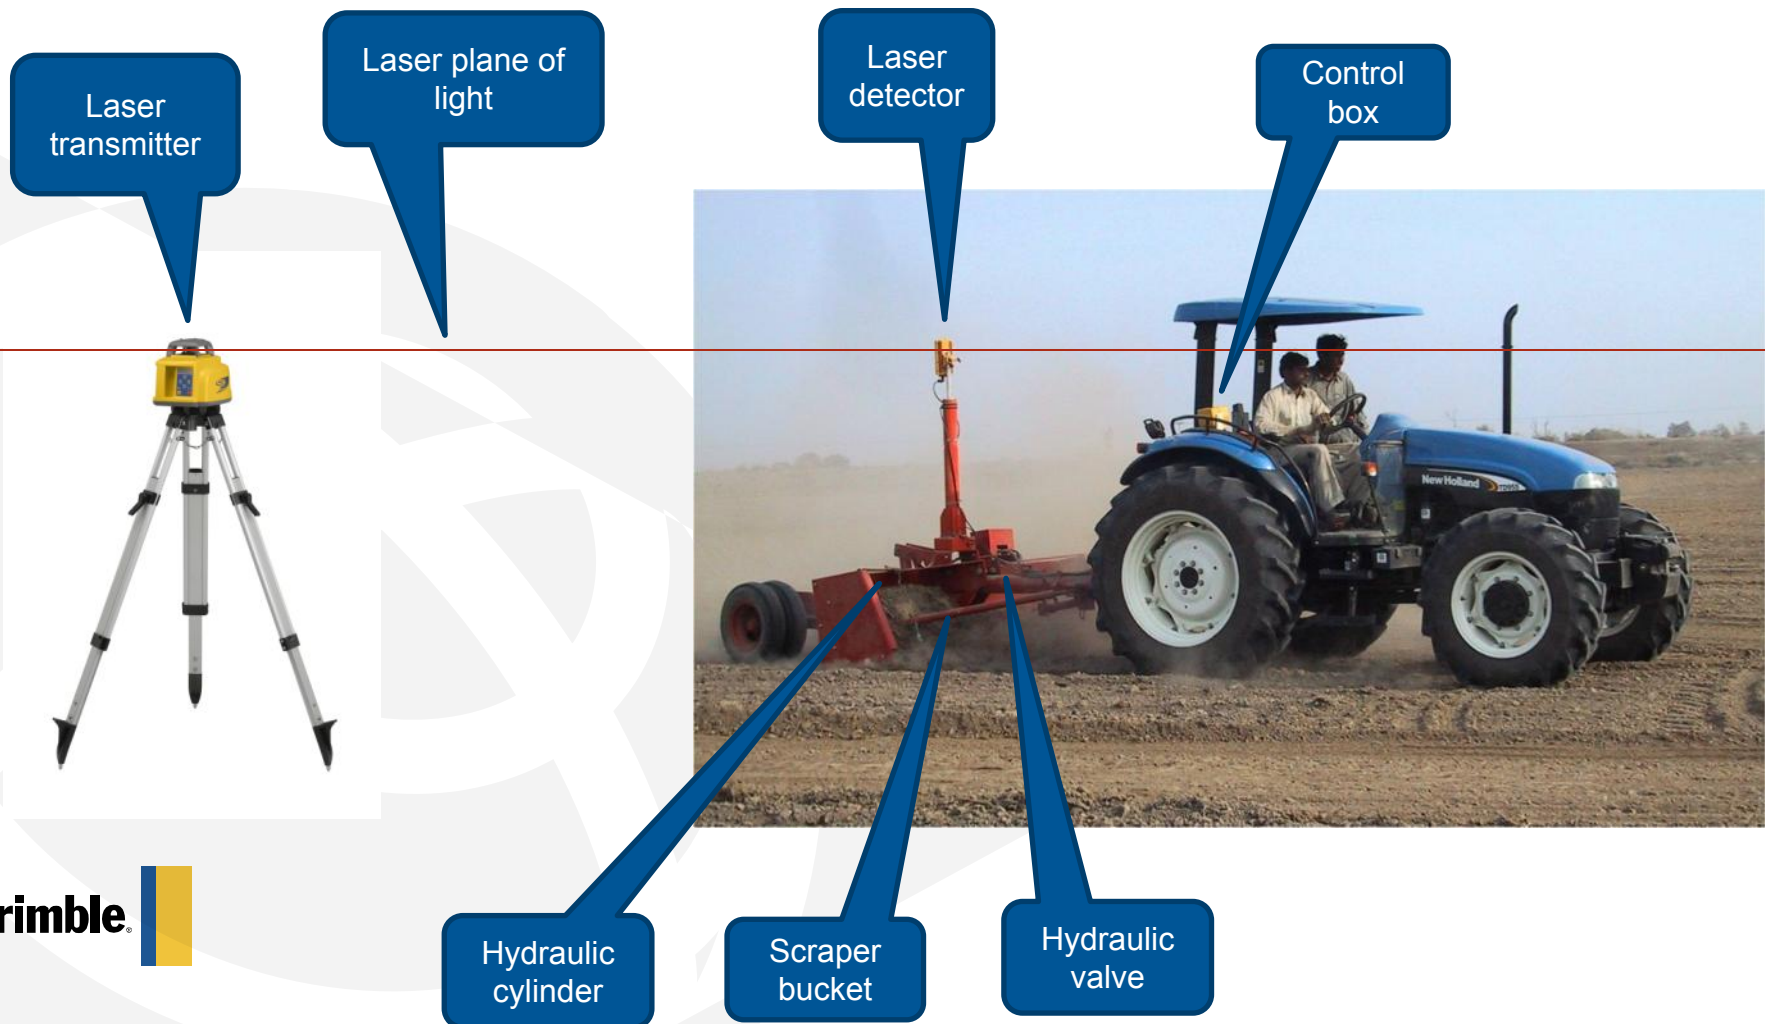 Laser
transmitter
Laser plane of
light
Laser
detector
Control
box
New Holland
rimble
Hydraulic
cylinder
Scraper
bucket
Hydraulic
valve